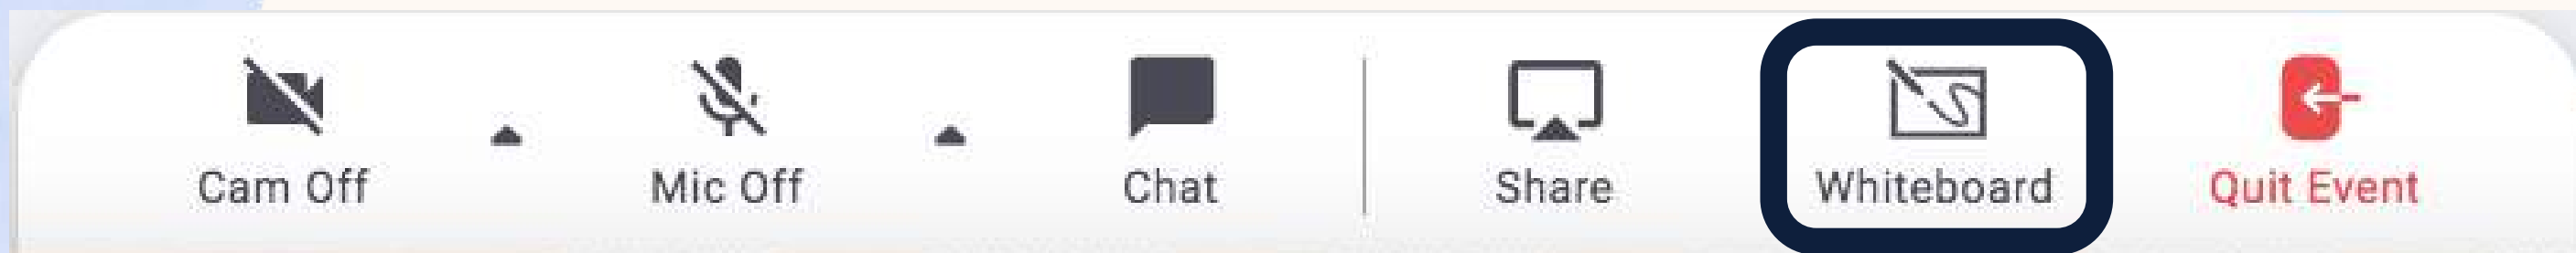 Cam Off
Mic Off
Chat
Share
Whiteboard
Quit Event